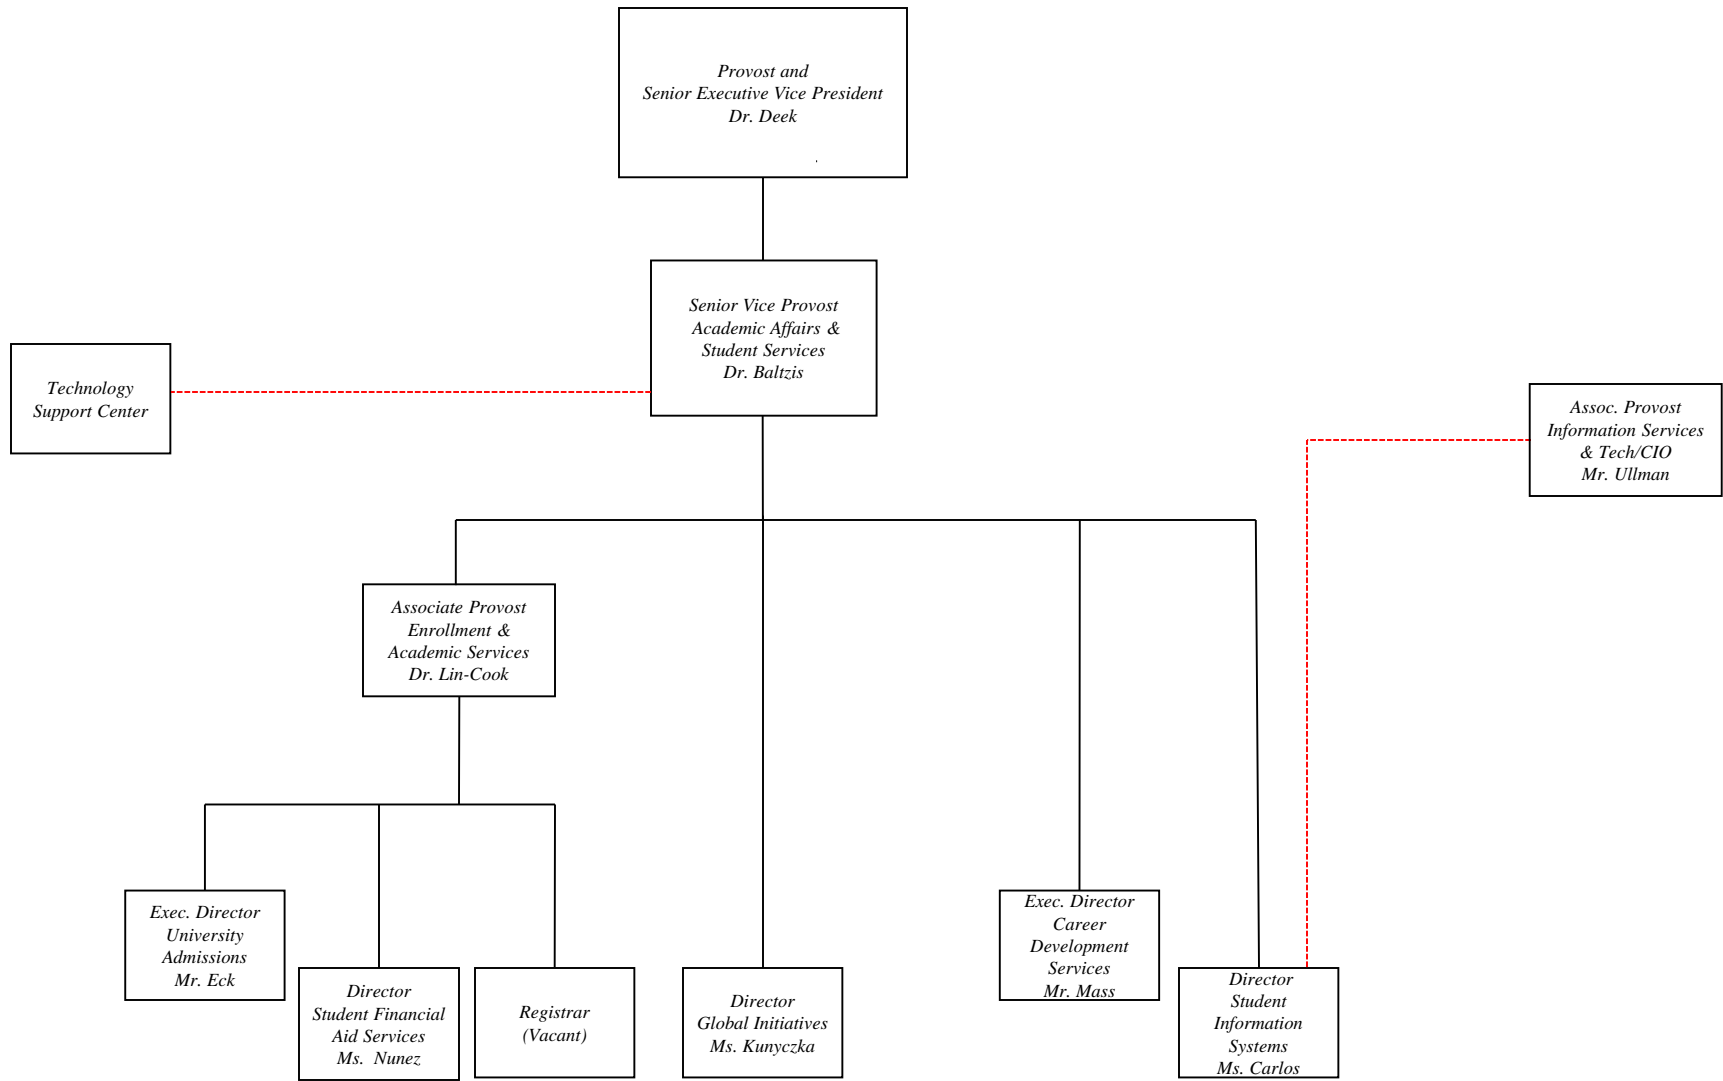 Provost and
Senior Executive Vice President
Dr. Deek
Senior Vice Provost
Academic Affairs &
Student Services
Dr. Baltzis
Technology
Support Center
Assoc. Provost
Information Services
& Tech/CIO
Mr. Ullman
Associate Provost
Enrollment &
Academic Services
Dr. Lin-Cook
Exec. Director
University
Admissions
Mr. Eck
Director
Student Financial
Aid Services
Ms. Nunez
Registrar
(Vacant)
Director
Global Initiatives
Ms. Kunyczka
Exec. Director
Career
Development
Services
Mr. Mass
Director
Student
Information
Systems
Ms. Carlos